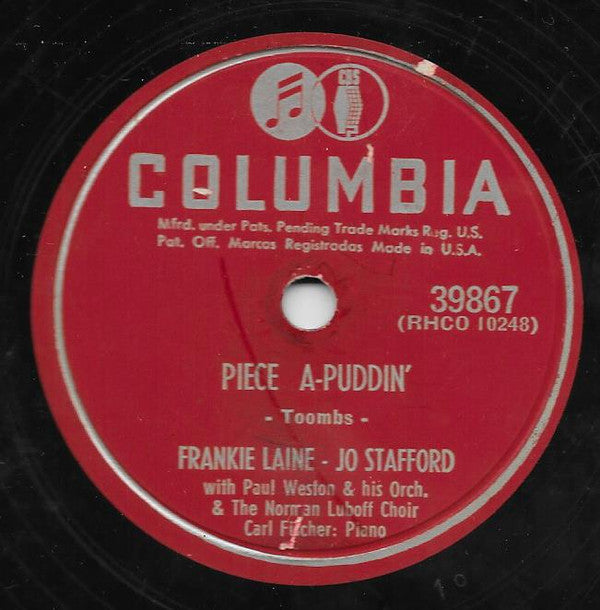 CBS
COLUMBIA
Mfrd. under Pats. Pending Trade Marks Reg. U.S.
Pat. Off. Marcas Registradas Made in U.S.A.
39867
(RHCO 10248)
PIECE A-PUDDIN'
- Toombs -
FRANKIE LAINE - JO STAFFORD
with Paul Weston & his Orch.
& The Norman Luboff Choir
Carl Fischer: Piano
10